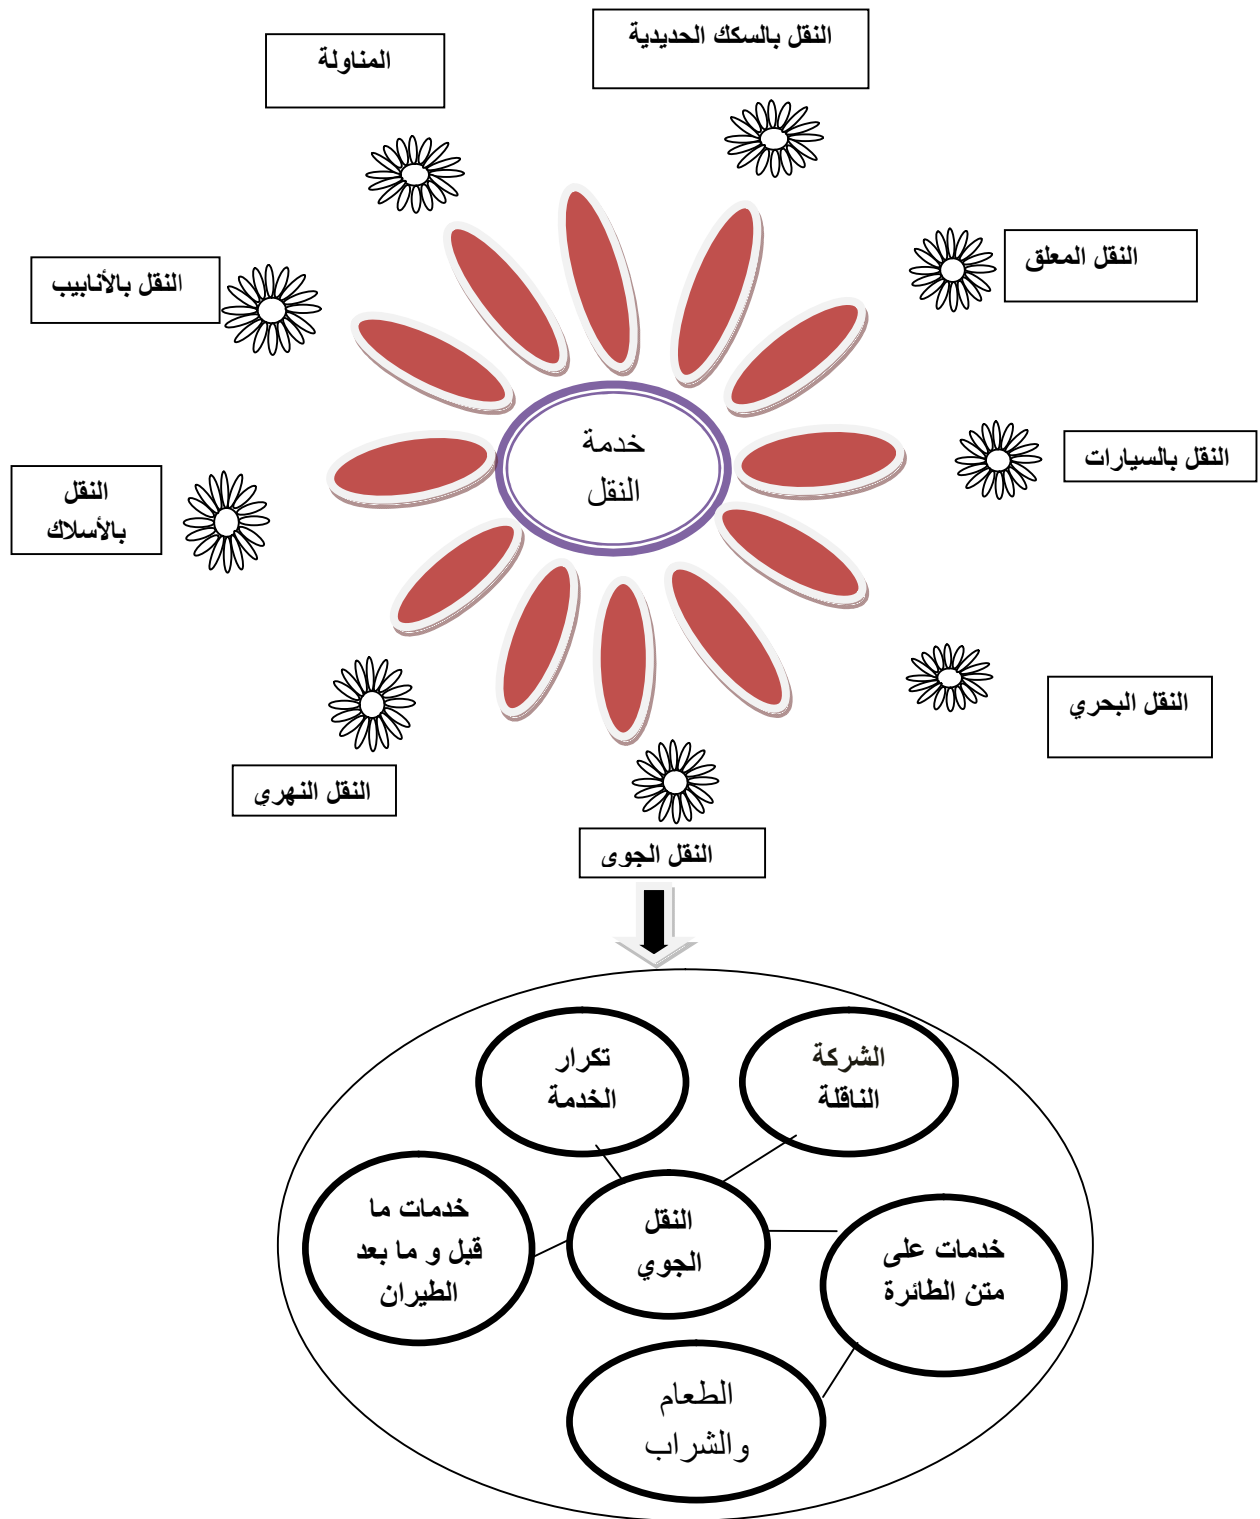 النقل بالسكك الحديدية
المناولة
النقل المعلق
النقل بالأنابيب
خدمة
النقل
النقل بالسيارات
النقل
بالأسلاك
النقل البحري
النقل النهري
النقل الجوي
الشركة
الناقلة
تكرار
الخدمة
النقل
الجوي
خدمات ما
قبل و ما بعد
الطيران
خدمات على
متن الطائرة
الطعام
والشراب